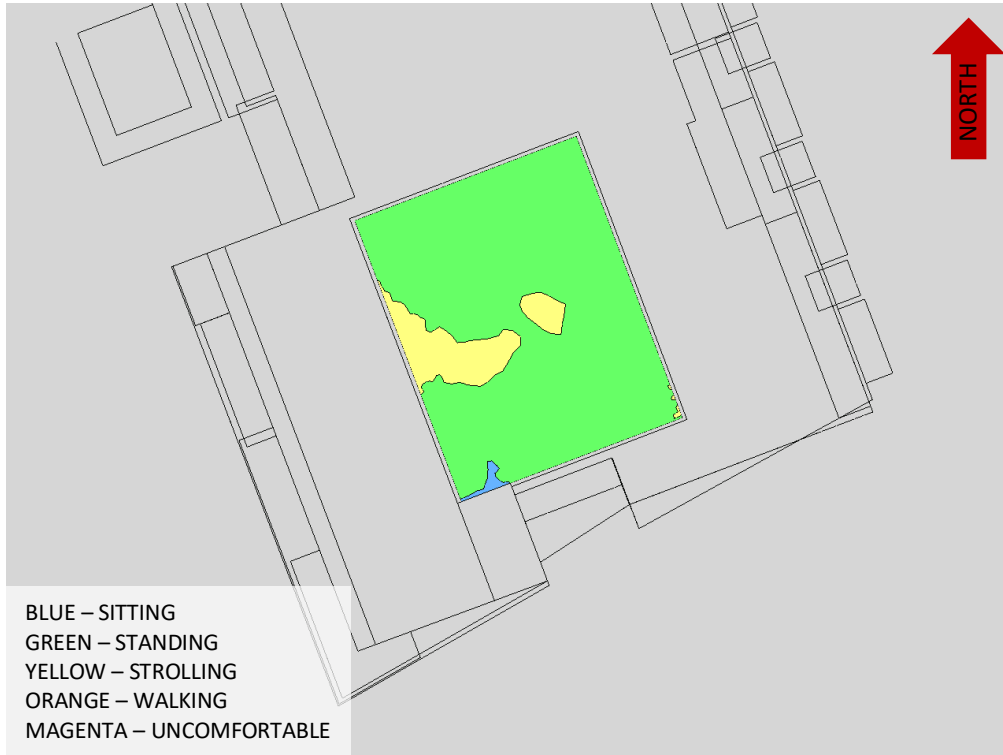 NORTH
BLUE – SITTING
GREEN – STANDING
YELLOW – STROLLING
ORANGE – WALKING
MAGENTA – UNCOMFORTABLE